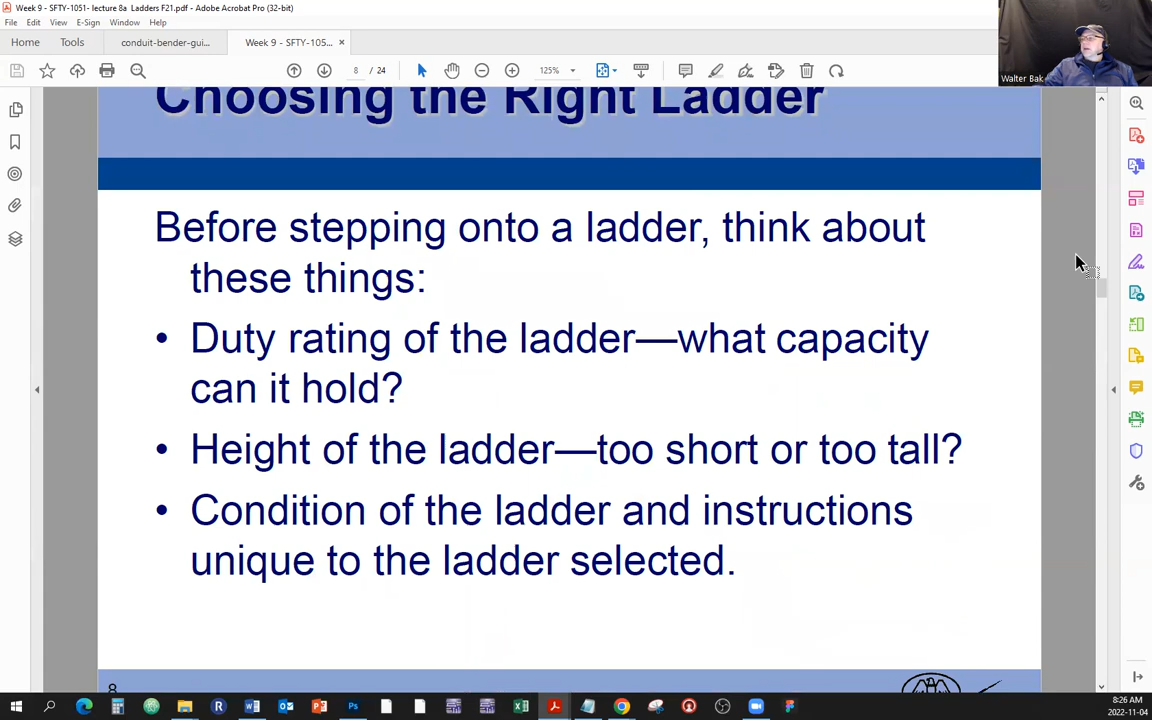 Week 9 - SFTY-1051- lecture 8a  Ladders F21.pdf - Adobe Acrobat Pro (32-bit)
File Edit View E-Sign Window Help
Home Tools conduit-bender-gui... Week 9 - SFTY-105... ×
8 / 24 125%
Walter Bak
Choosing the Right Ladder
Before stepping onto a ladder, think about
these things:
• Duty rating of the ladder—what capacity
can it hold?
• Height of the ladder—too short or too tall?
• Condition of the ladder and instructions
unique to the ladder selected.
8
8:26 AM
2022-11-04